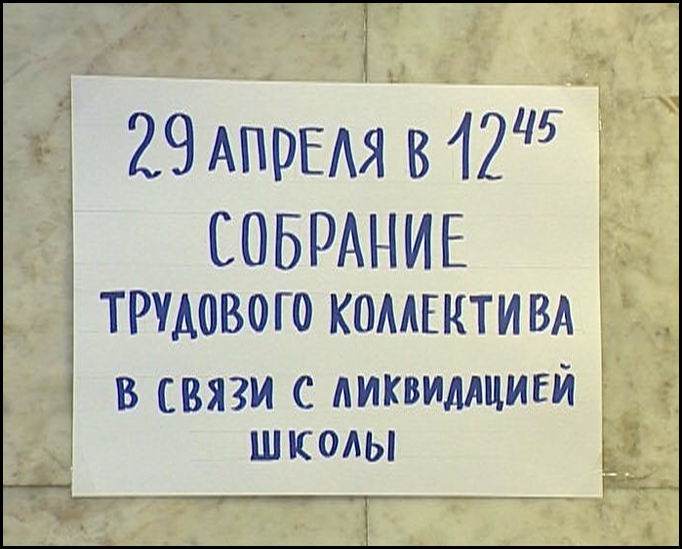 29 АПРЕЛЯ В 12⁴⁵
СОБРАНИЕ
ТРУДОВОГО КОЛЛЕКТИВА
В СВЯЗИ С ЛИКВИДАЦИЕЙ
ШКОЛЫ